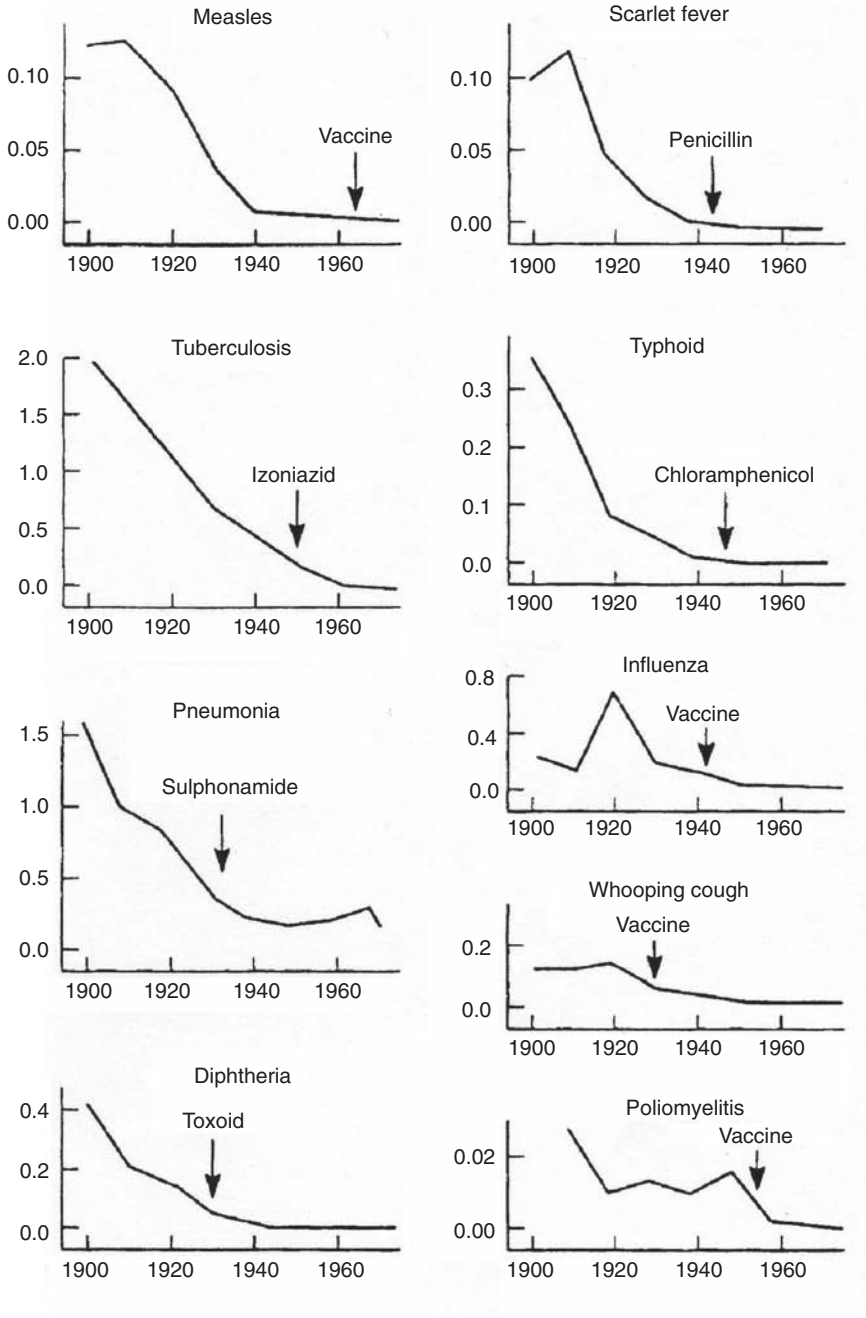 Measles
0.10
0.05
0.00
Vaccine
1900 1920 1940 1960
Scarlet fever
0.10
0.05
0.00
Penicillin
1900 1920 1940 1960
Tuberculosis
2.0
1.5
1.0
0.5
0.0
Izoniazid
1900 1920 1940 1960
Typhoid
0.3
0.2
0.1
0.0
Chloramphenicol
1900 1920 1940 1960
Pneumonia
1.5
1.0
0.5
0.0
Sulphonamide
1900 1920 1940 1960
Influenza
0.8
0.4
0.0
Vaccine
1900 1920 1940 1960
Whooping cough
Vaccine
0.2
0.0
1900 1920 1940 1960
Diphtheria
0.4
0.2
0.0
Toxoid
1900 1920 1940 1960
Poliomyelitis
Vaccine
0.02
0.00
1900 1920 1940 1960